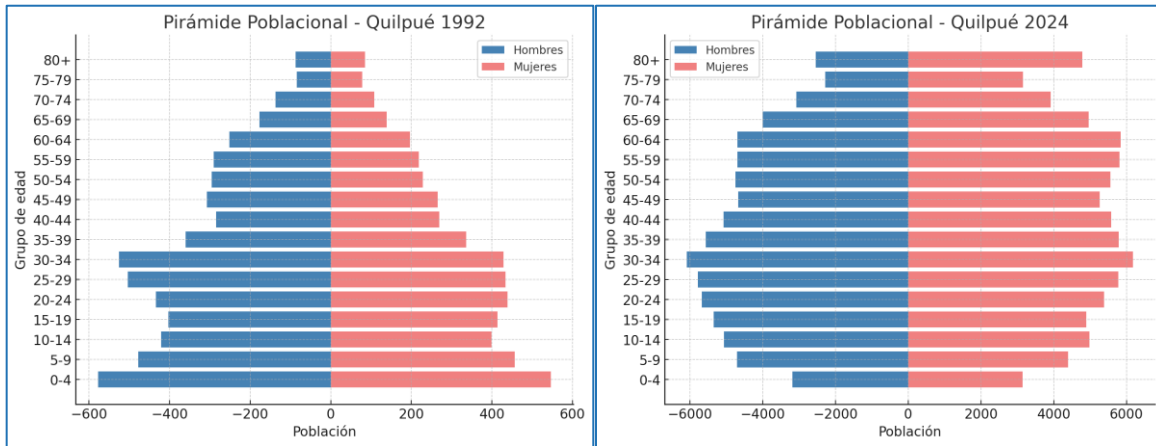 Pirámide Poblacional - Quilpué 1992
Hombres
Mujeres
Grupo de edad
80+
75-79
70-74
65-69
60-64
55-59
50-54
45-49
40-44
35-39
30-34
25-29
20-24
15-19
10-14
5-9
0-4
−600 −400 −200 0 200 400 600
Población
Pirámide Poblacional - Quilpué 2024
Hombres
Mujeres
Grupo de edad
80+
75-79
70-74
65-69
60-64
55-59
50-54
45-49
40-44
35-39
30-34
25-29
20-24
15-19
10-14
5-9
0-4
−6000 −4000 −2000 0 2000 4000 6000
Población